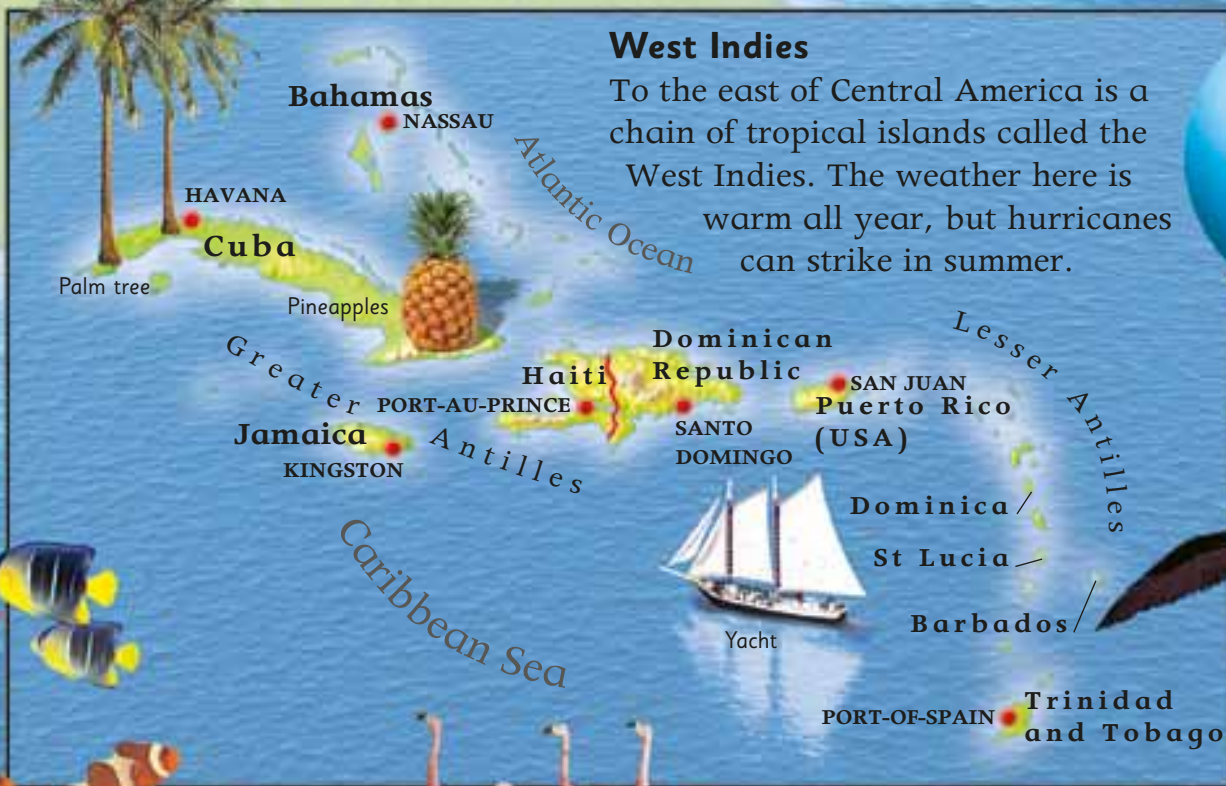 West Indies
To the east of Central America is a
chain of tropical islands called the
West Indies. The weather here is
warm all year, but hurricanes
can strike in summer.
Bahamas
NASSAU
Atlantic Ocean
HAVANA
Cuba
Palm tree
Pineapples
Greater Antilles
Lesser Antilles
Dominican
Republic
Haiti
PORT-AU-PRINCE
SANTO
DOMINGO
SAN JUAN
Puerto Rico
(USA)
Jamaica
KINGSTON
Dominica
St Lucia
Barbados
Caribbean Sea
Yacht
PORT-OF-SPAIN
Trinidad
and Tobago